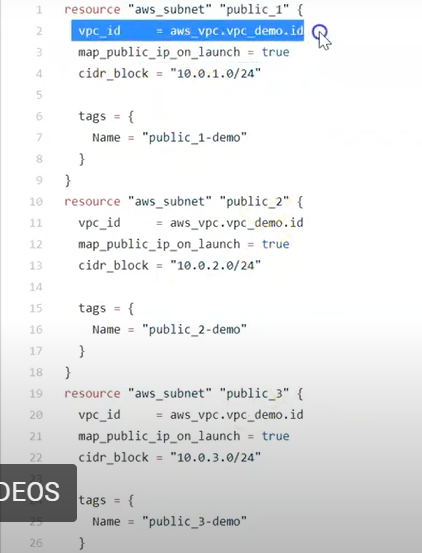 1 resource "aws_subnet" "public_1" {
2 vpc_id = aws_vpc.vpc_demo.id
3 map_public_ip_on_launch = true
4 cidr_block = "10.0.1.0/24"
5
6 tags = {
7 Name = "public_1-demo"
8 }
9 }
10 resource "aws_subnet" "public_2" {
11 vpc_id = aws_vpc.vpc_demo.id
12 map_public_ip_on_launch = true
13 cidr_block = "10.0.2.0/24"
14
15 tags = {
16 Name = "public_2-demo"
17 }
18 }
19 resource "aws_subnet" "public_3" {
20 vpc_id = aws_vpc.vpc_demo.id
21 map_public_ip_on_launch = true
22 cidr_block = "10.0.3.0/24"
DEOS
tags = {
25 Name = "public_3-demo"
26 }